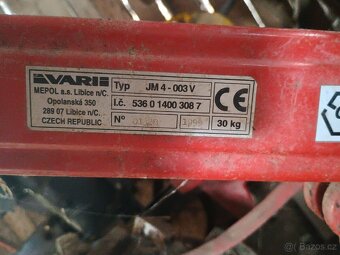 VARI
MEPOL a.s. Libice n/C.
Opolanská 350
289 07 Libice n/C.
CZECH REPUBLIC
Typ JM 4 - 003 V
I.č. 536 0 1400 308 7
N°
CE
30 kg
Bazoš.cz